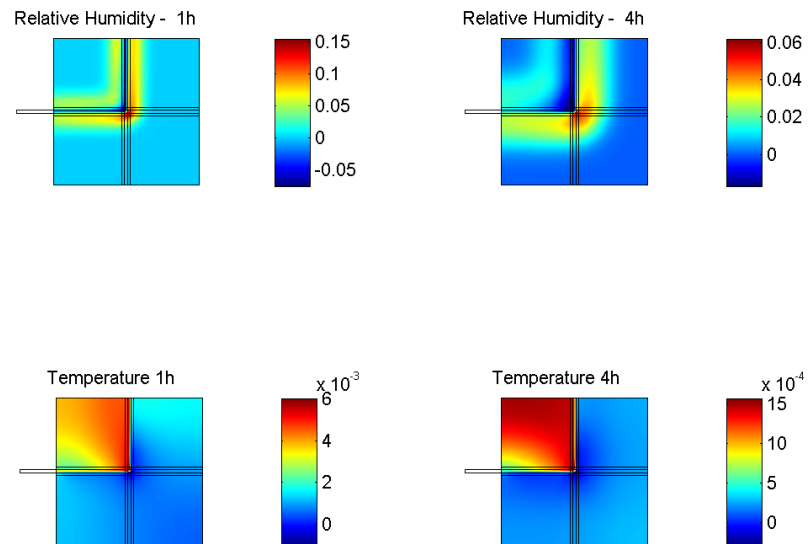 Relative Humidity - 1h
0.15
0.1
0.05
0
-0.05
Relative Humidity - 4h
0.06
0.04
0.02
0
Temperature 1h
x 10-3
6
4
2
0
Temperature 4h
x 10-4
15
10
5
0